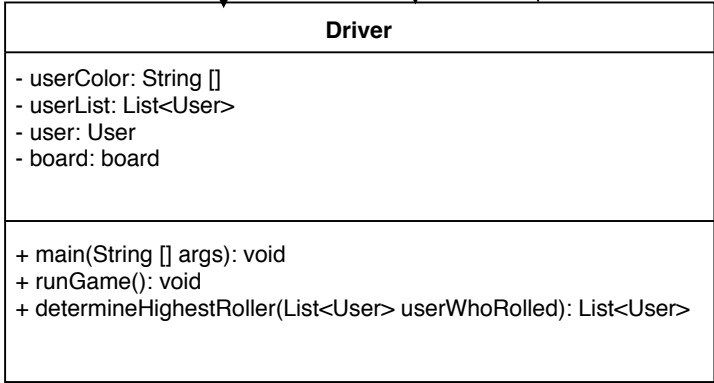 Driver
- userColor: String []
- userList: List<User>
- user: User
- board: board
+ main(String [] args): void
+ runGame(): void
+ determineHighestRoller(List<User> userWhoRolled): List<User>